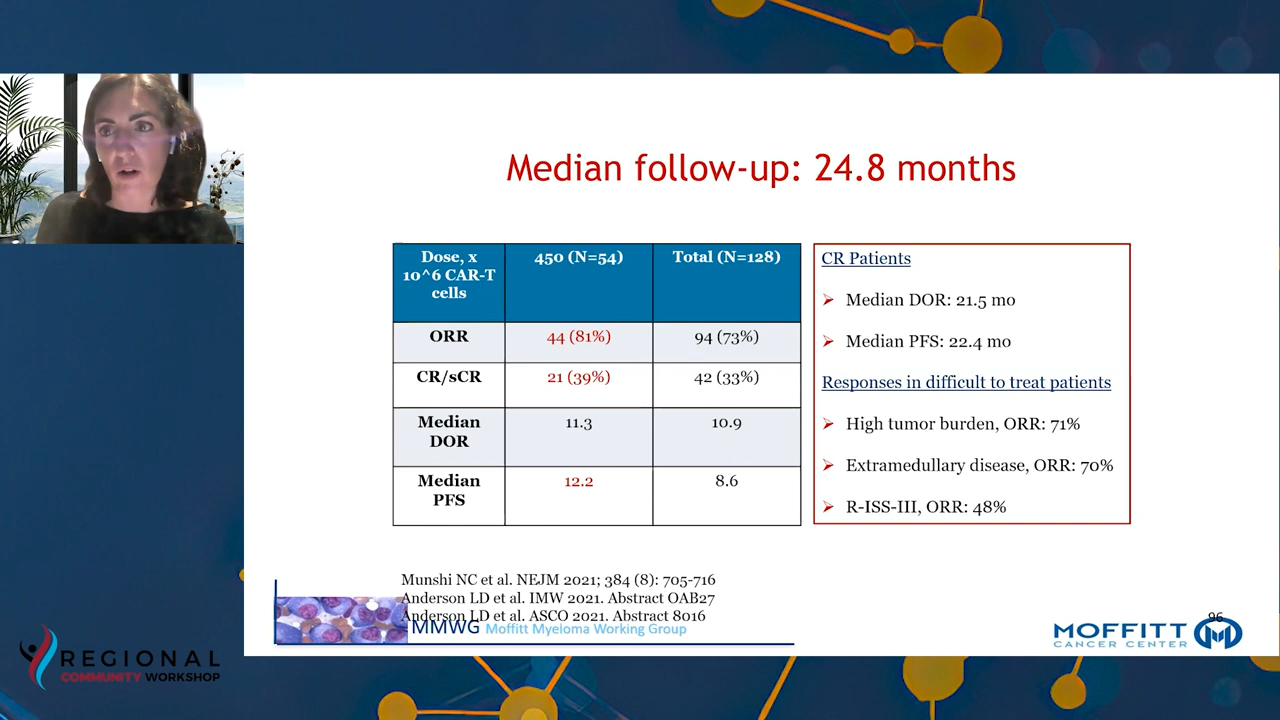 Median follow-up: 24.8 months
Dose, x
10^6 CAR-T
cells
450 (N=54)
Total (N=128)
ORR
44 (81%)
94 (73%)
CR/sCR
21 (39%)
42 (33%)
Median
DOR
11.3
10.9
Median
PFS
12.2
8.6
CR Patients
Median DOR: 21.5 mo
Median PFS: 22.4 mo
Responses in difficult to treat patients
High tumor burden, ORR: 71%
Extramedullary disease, ORR: 70%
R-ISS-III, ORR: 48%
Munshi NC et al. NEJM 2021; 384 (8): 705-716
Anderson LD et al. IMW 2021. Abstract OAB27
Anderson LD et al. ASCO 2021. Abstract 8016
MMWG Moffitt Myeloma Working Group
96
MOFFITT
CANCER CENTER
REGIONAL
COMMUNITY WORKSHOP